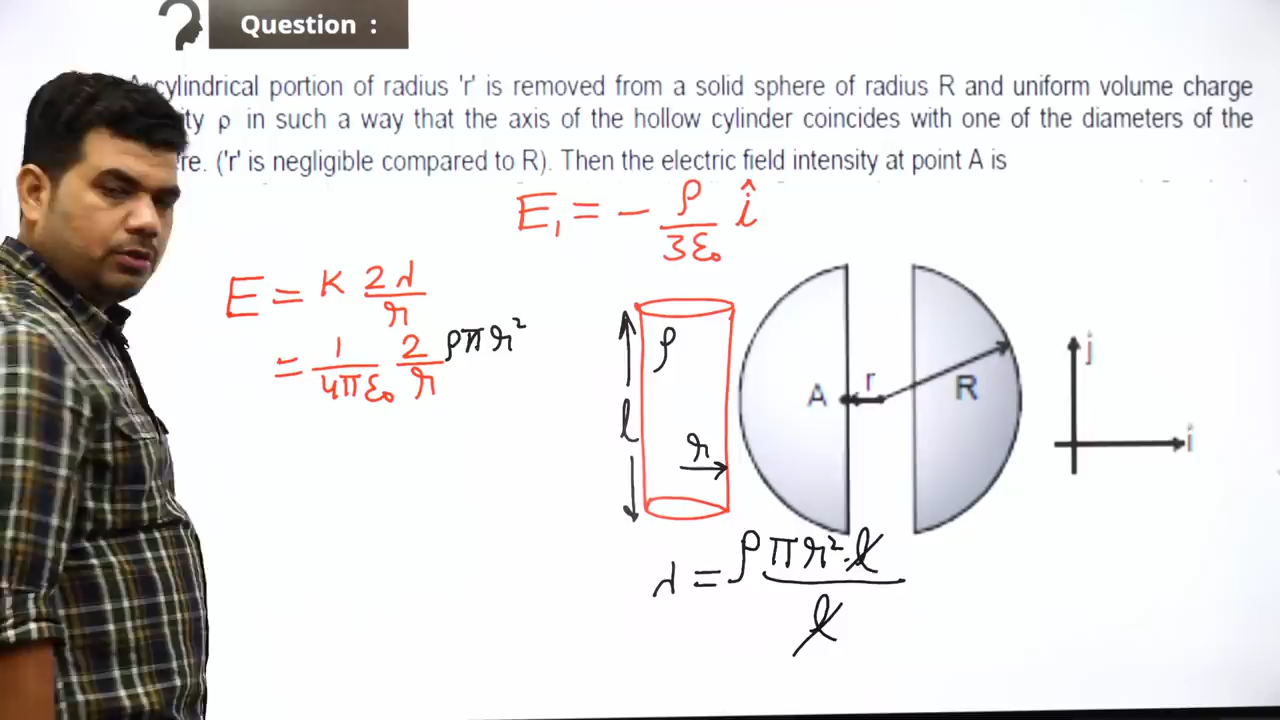 Question :
cylindrical portion of radius 'r' is removed from a solid sphere of radius R and uniform volume charge
ity ρ in such a way that the axis of the hollow cylinder coincides with one of the diameters of the
re. ('r' is negligible compared to R). Then the electric field intensity at point A is
E₁ = - ρ/3ε₀ î
E = K 2λ/r
= 1/4πε₀ 2/r ρπr²
ρ
l
r
A
r
R
j
i
λ = ρπr²·l/l